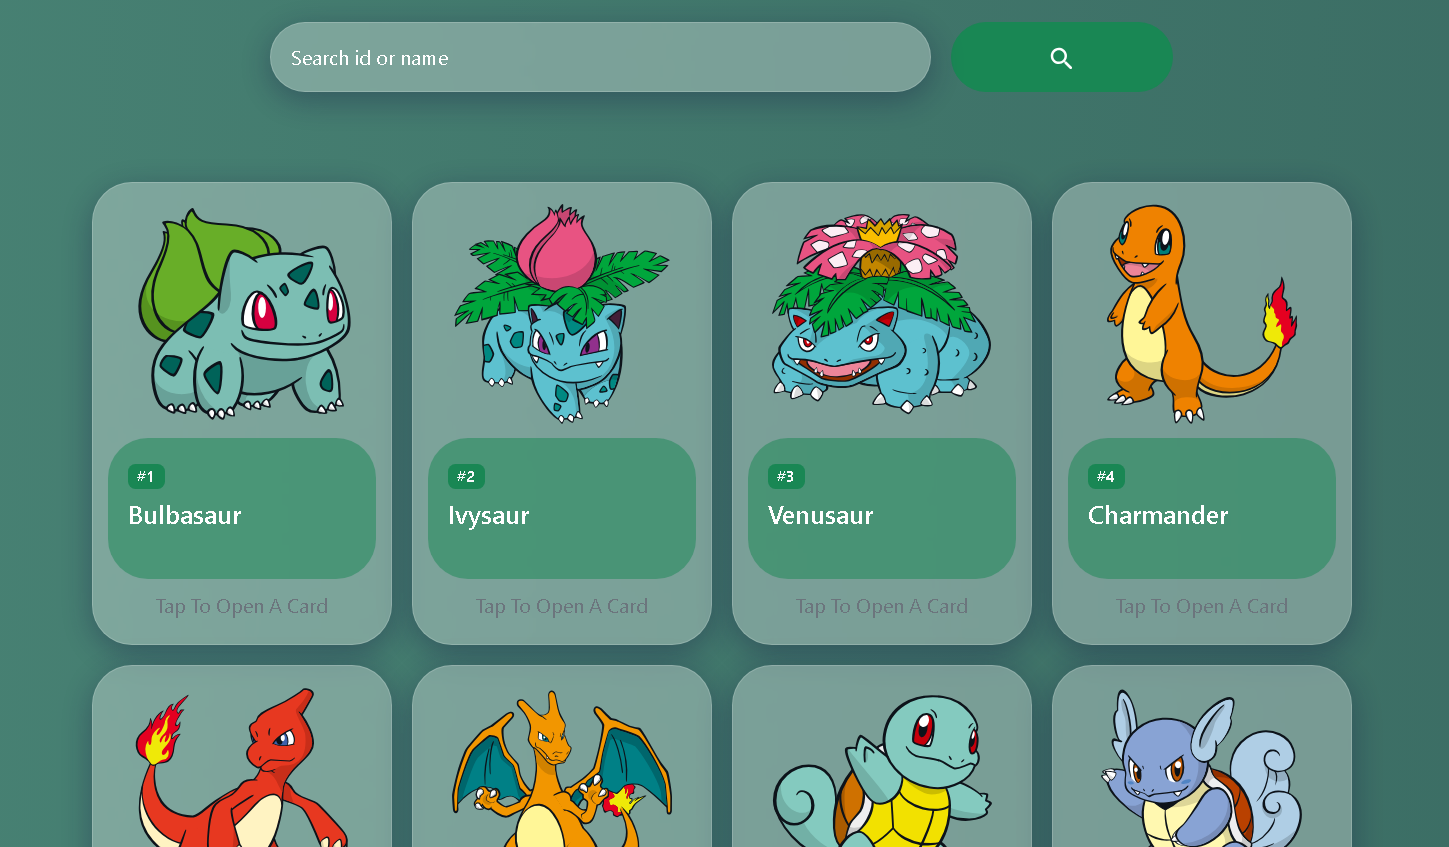 Search id or name
#1
Bulbasaur
Tap To Open A Card
#2
Ivysaur
Tap To Open A Card
#3
Venusaur
Tap To Open A Card
#4
Charmander
Tap To Open A Card